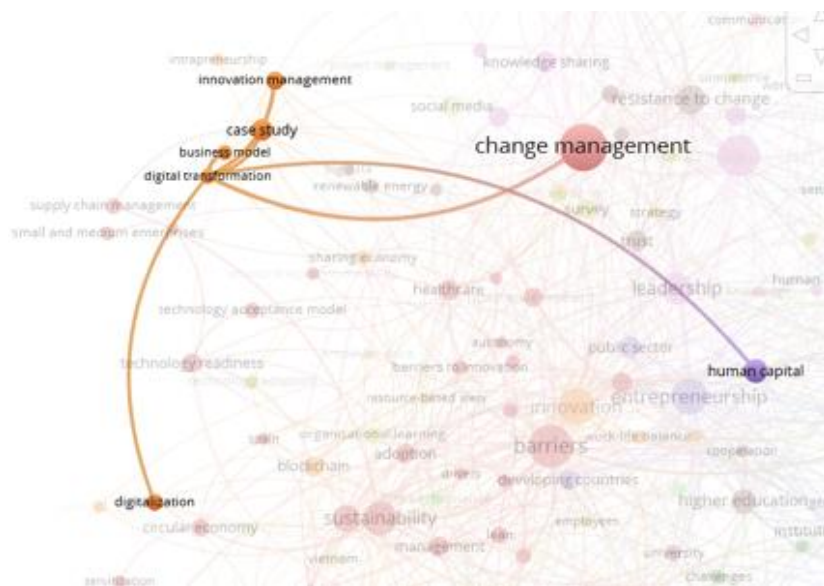 communicat
intrapreneurship
innovation management
knowledge sharing
social media
resistance to change
case study
change management
business model
digital transformation
renewable energy
supply chain management
survey
strategy
small and medium enterprises
trust
sharing economy
healthcare
leadership
human
technology acceptance model
autonomy
public sector
technology readiness
barriers to innovation
human capital
resource-based view
innovation
entrepreneurship
spain
organisational learning
work-life balance
barriers
blockchain
adoption
cooperation
drivers
developing countries
digitalization
higher education
circular economy
sustainability
employees
lean
institut
management
vietnam
university
challenges
servitization